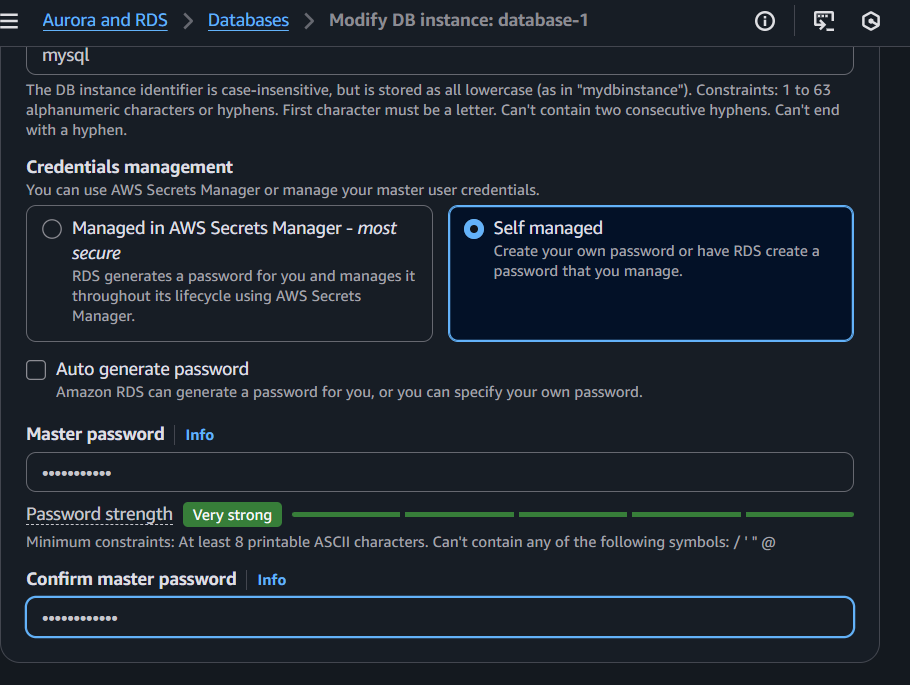 Aurora and RDS > Databases > Modify DB instance: database-1
mysql
The DB instance identifier is case-insensitive, but is stored as all lowercase (as in "mydbinstance"). Constraints: 1 to 63
alphanumeric characters or hyphens. First character must be a letter. Can't contain two consecutive hyphens. Can't end
with a hyphen.
Credentials management
You can use AWS Secrets Manager or manage your master user credentials.
Managed in AWS Secrets Manager - most
secure
RDS generates a password for you and manages it
throughout its lifecycle using AWS Secrets
Manager.
Self managed
Create your own password or have RDS create a
password that you manage.
Auto generate password
Amazon RDS can generate a password for you, or you can specify your own password.
Master password Info
•••••••••••
Password strength Very strong
Minimum constraints: At least 8 printable ASCII characters. Can't contain any of the following symbols: / ' " @
Confirm master password Info
••••••••••••